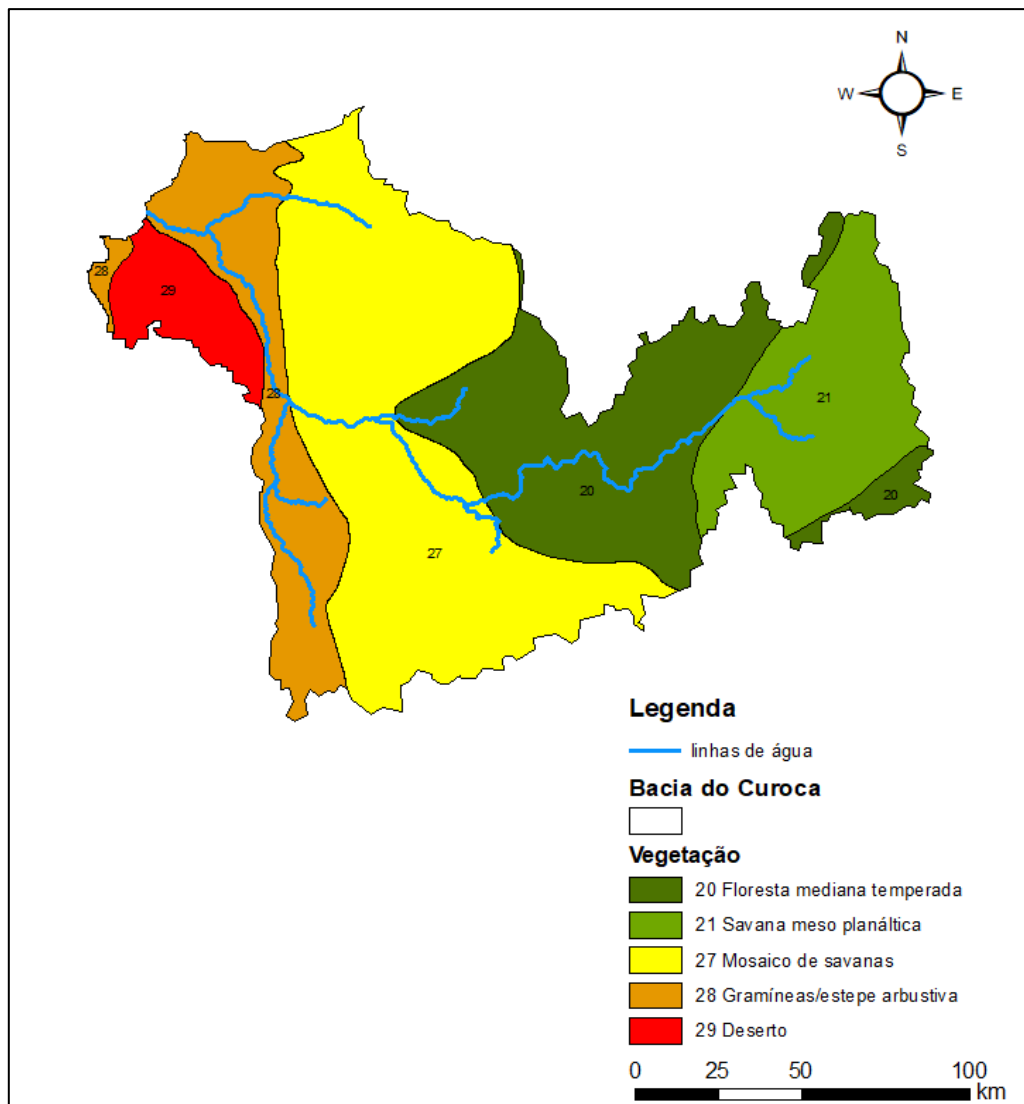 N
W E
S
28
29
28
21
20
20
27
Legenda
linhas de água
Bacia do Curoca
Vegetação
20 Floresta mediana temperada
21 Savana meso planáltica
27 Mosaico de savanas
28 Gramíneas/estepe arbustiva
29 Deserto
0 25 50 100
km